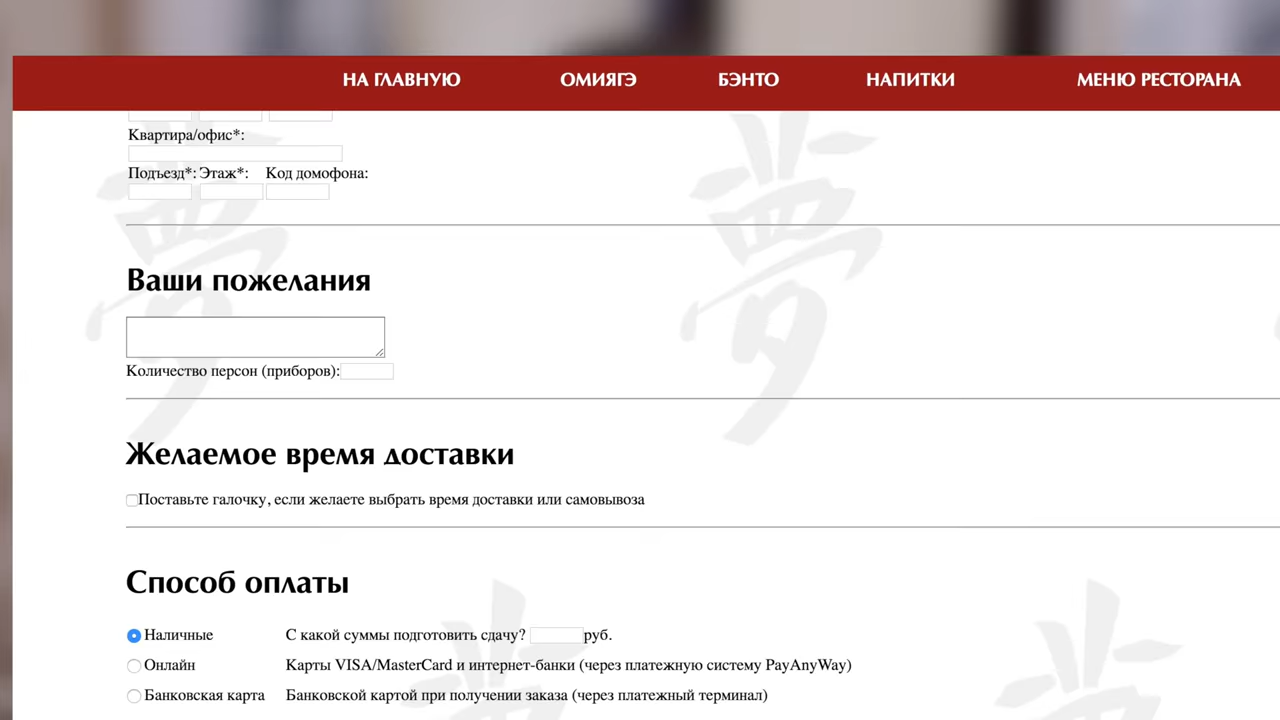 НА ГЛАВНУЮ ОМИЯГЭ БЭНТО НАПИТКИ МЕНЮ РЕСТОРАНА
Квартира/офис*:
Подъезд*: Этаж*: Код домофона:
Ваши пожелания
Количество персон (приборов):
Желаемое время доставки
Поставьте галочку, если желаете выбрать время доставки или самовывоза
Способ оплаты
Наличные С какой суммы подготовить сдачу? руб.
Онлайн Карты VISA/MasterCard и интернет-банки (через платежную систему PayAnyWay)
Банковская карта Банковской картой при получении заказа (через платежный терминал)
夢 夢